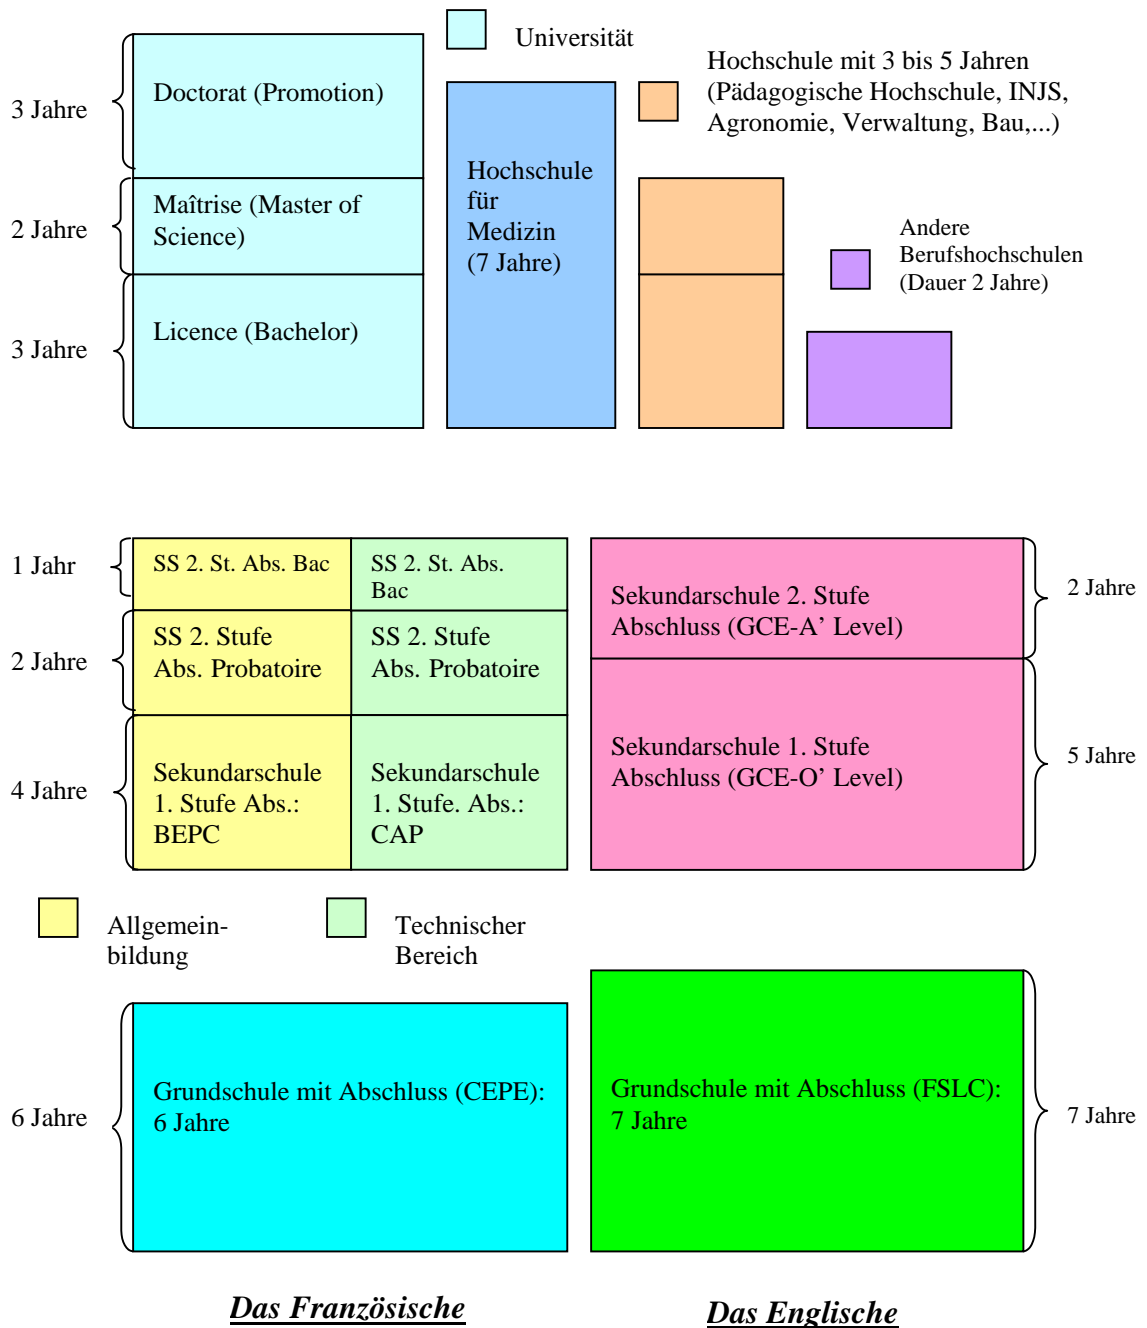 Universität
Hochschule mit 3 bis 5 Jahren
(Pädagogische Hochschule, INJS,
Agronomie, Verwaltung, Bau,...)
3 Jahre
Doctorat (Promotion)
Hochschule
für
Medizin
(7 Jahre)
2 Jahre
Maîtrise (Master of
Science)
Andere
Berufshochschulen
(Dauer 2 Jahre)
3 Jahre
Licence (Bachelor)
1 Jahr
SS 2. St. Abs. Bac
SS 2. St. Abs.
Bac
Sekundarschule 2. Stufe
Abschluss (GCE-A’ Level)
2 Jahre
2 Jahre
SS 2. Stufe
Abs. Probatoire
SS 2. Stufe
Abs. Probatoire
4 Jahre
Sekundarschule
1. Stufe Abs.:
BEPC
Sekundarschule
1. Stufe. Abs.:
CAP
Sekundarschule 1. Stufe
Abschluss (GCE-O’ Level)
5 Jahre
Allgemein-
bildung
Technischer
Bereich
6 Jahre
Grundschule mit Abschluss (CEPE):
6 Jahre
Grundschule mit Abschluss (FSLC):
7 Jahre
7 Jahre
Das Französische
Das Englische